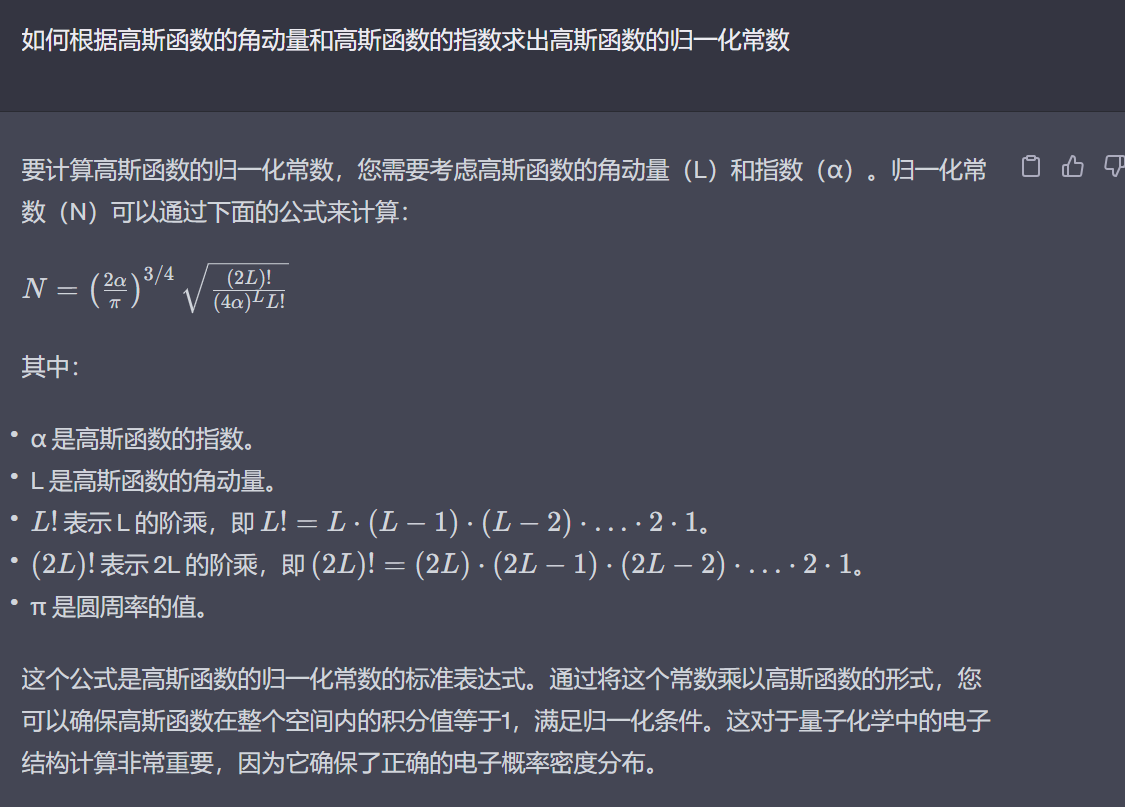 如何根据高斯函数的角动量和高斯函数的指数求出高斯函数的归一化常数
要计算高斯函数的归一化常数，您需要考虑高斯函数的角动量（L）和指数（α）。归一化常
数（N）可以通过下面的公式来计算：
$N = \left(\frac{2\alpha}{\pi}\right)^{3/4} \sqrt{\frac{(2L)!}{(4\alpha)^L L!}}$
其中：
• α 是高斯函数的指数。
• L 是高斯函数的角动量。
• $L!$ 表示 L 的阶乘，即 $L! = L \cdot (L-1) \cdot (L-2) \cdot \ldots \cdot 2 \cdot 1$。
• $(2L)!$ 表示 2L 的阶乘，即 $(2L)! = (2L) \cdot (2L-1) \cdot (2L-2) \cdot \ldots \cdot 2 \cdot 1$。
• π 是圆周率的值。
这个公式是高斯函数的归一化常数的标准表达式。通过将这个常数乘以高斯函数的形式，您
可以确保高斯函数在整个空间内的积分值等于1，满足归一化条件。这对于量子化学中的电子
结构计算非常重要，因为它确保了正确的电子概率密度分布。